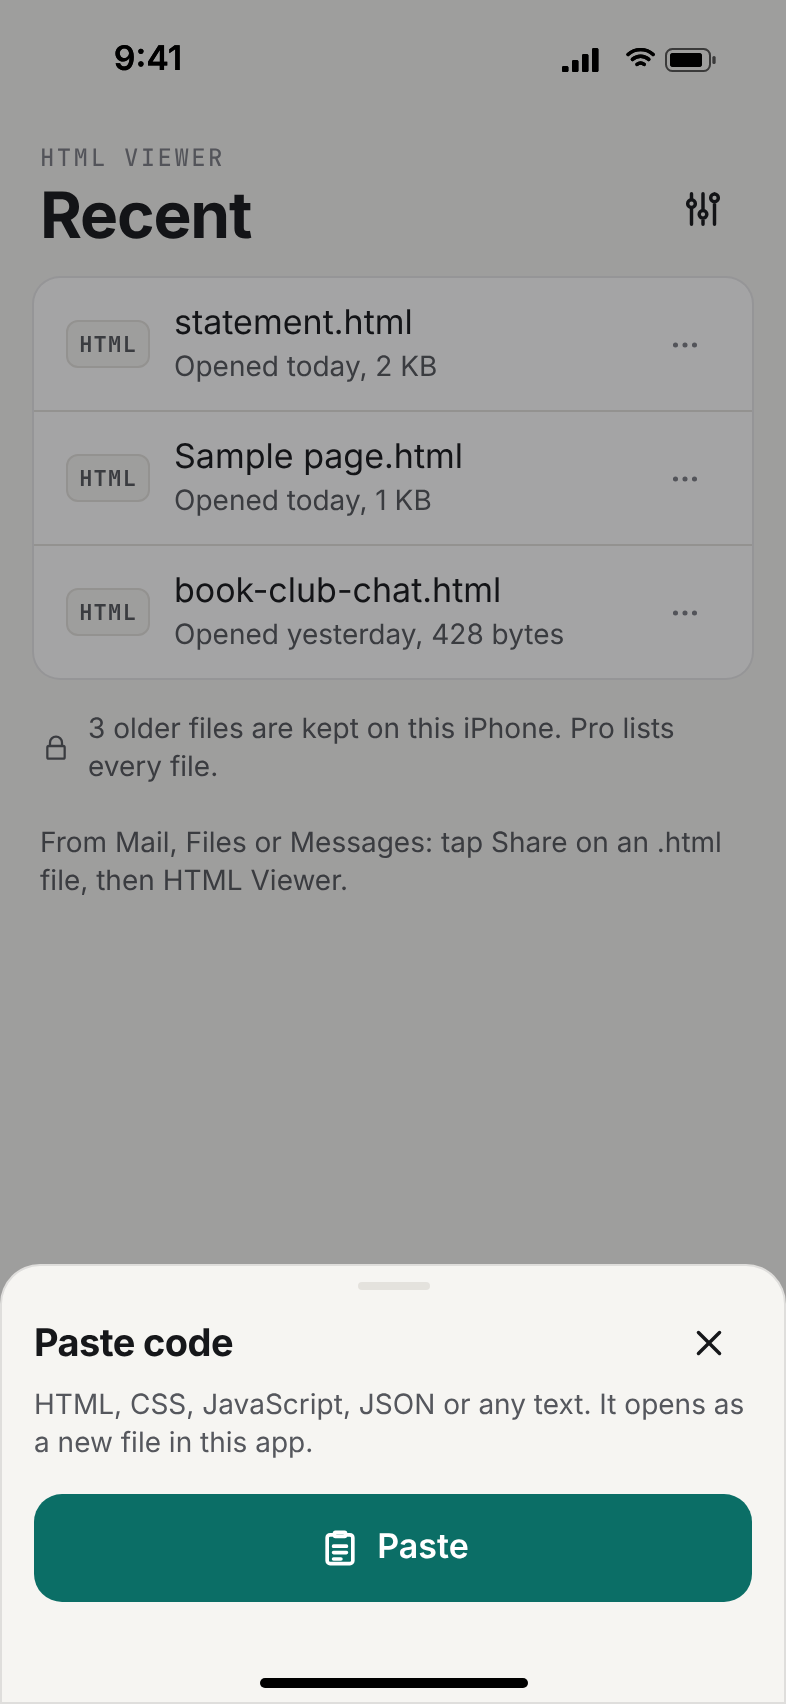 9:41
HTML VIEWER
Recent
HTML
statement.html
Opened today, 2 KB
HTML
Sample page.html
Opened today, 1 KB
HTML
book-club-chat.html
Opened yesterday, 428 bytes
3 older files are kept on this iPhone. Pro lists
every file.
From Mail, Files or Messages: tap Share on an .html
file, then HTML Viewer.
Paste code
HTML, CSS, JavaScript, JSON or any text. It opens as
a new file in this app.
Paste